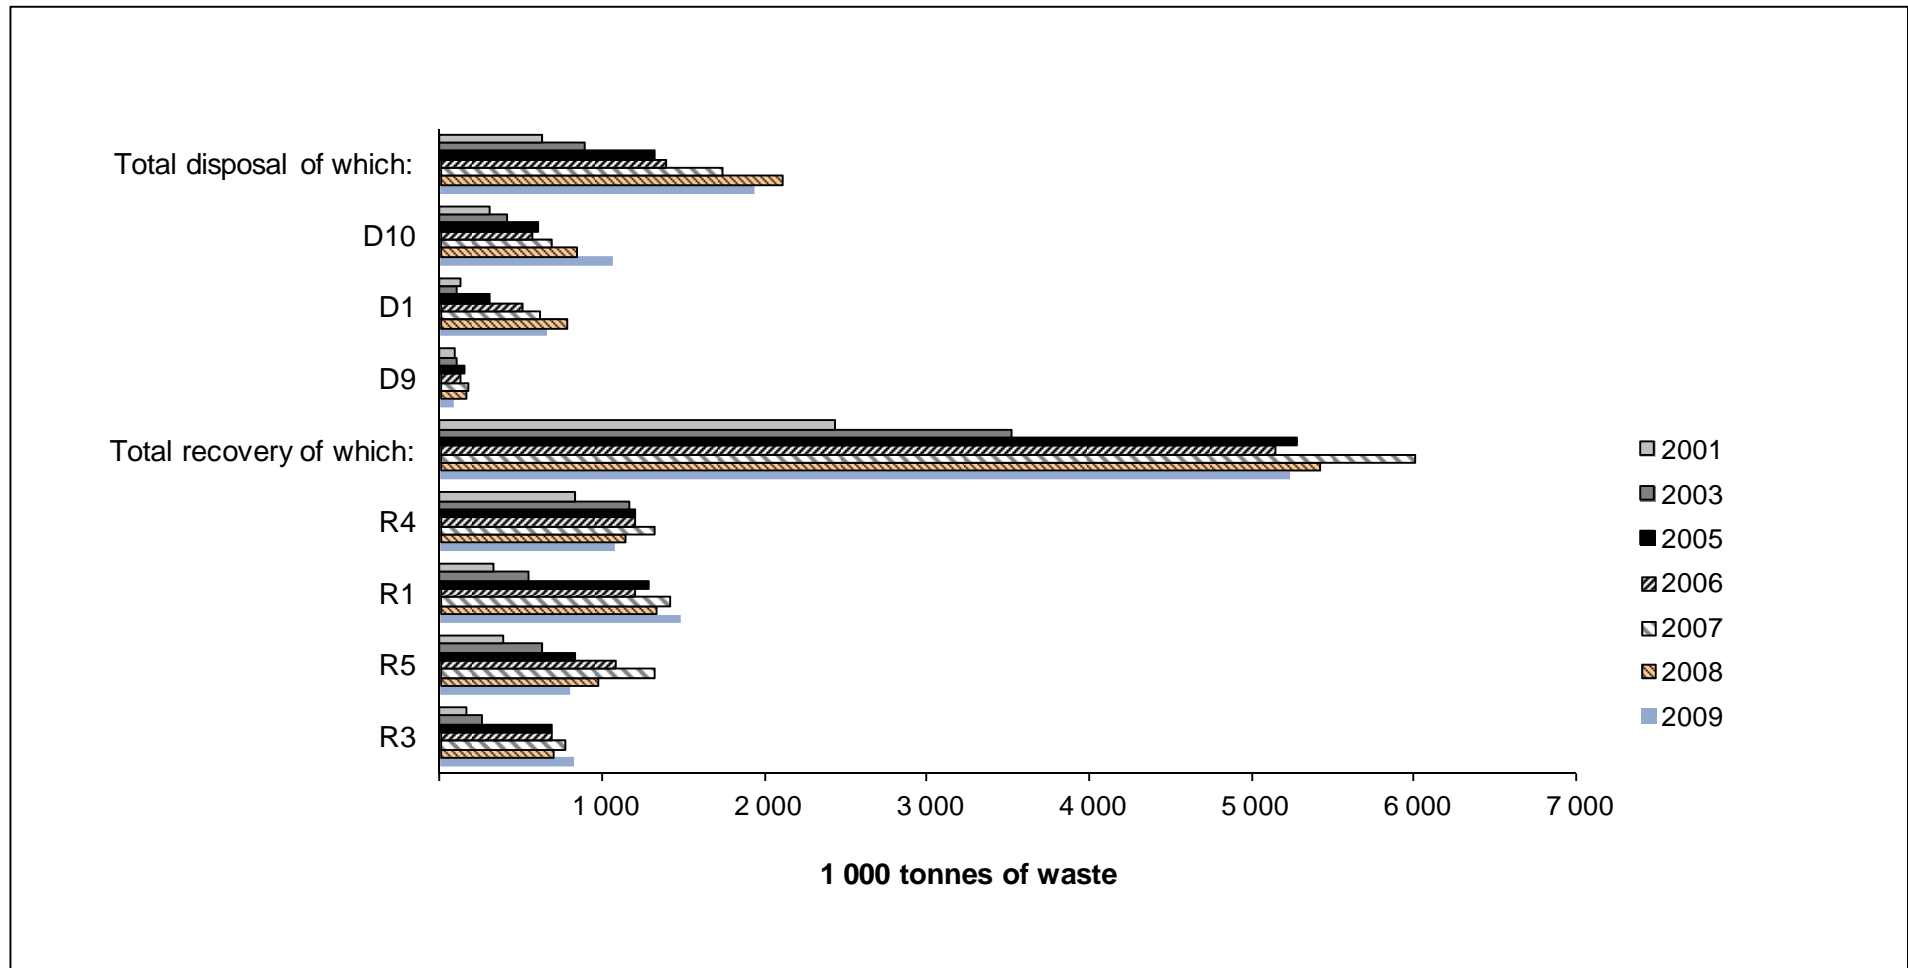 Total disposal of which:
D10
D1
D9
Total recovery of which:
R4
R1
R5
R3
1 000
2 000
3 000
4 000
5 000
6 000
7 000
1 000 tonnes of waste
2001
2003
2005
2006
2007
2008
2009